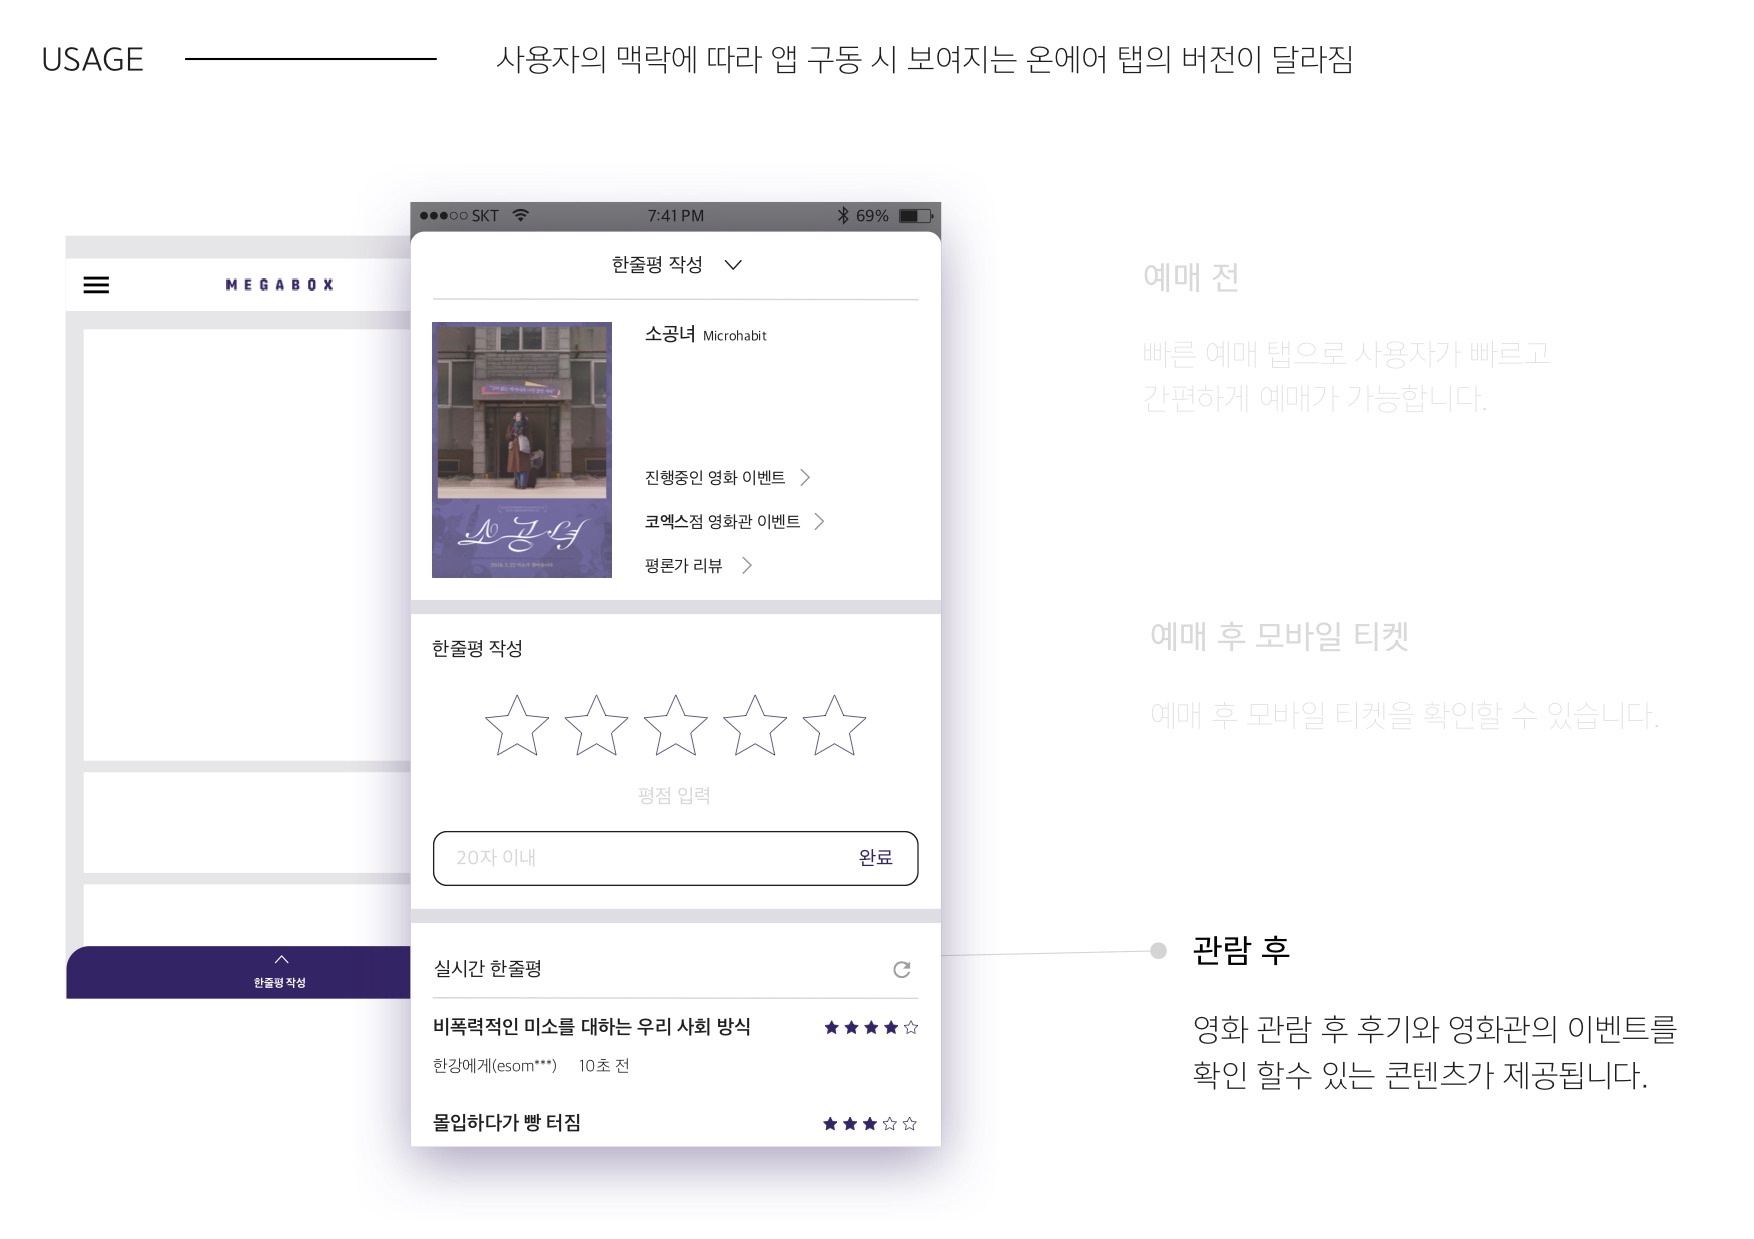 USAGE
사용자의 맥락에 따라 앱 구동 시 보여지는 온에어 탭의 버전이 달라짐
MEGABOX
한줄평 작성
SKT 7:41 PM 69%
한줄평 작성
소공녀 Microhabit
진행중인 영화 이벤트
코엑스점 영화관 이벤트
평론가 리뷰
소공녀
한줄평 작성
평점 입력
20자 이내 완료
실시간 한줄평
비폭력적인 미소를 대하는 우리 사회 방식
한강에게(esom***) 10초 전
몰입하다가 빵 터짐
예매 전
빠른 예매 탭으로 사용자가 빠르고
간편하게 예매가 가능합니다.
예매 후 모바일 티켓
예매 후 모바일 티켓을 확인할 수 있습니다.
관람 후
영화 관람 후 후기와 영화관의 이벤트를
확인 할수 있는 콘텐츠가 제공됩니다.